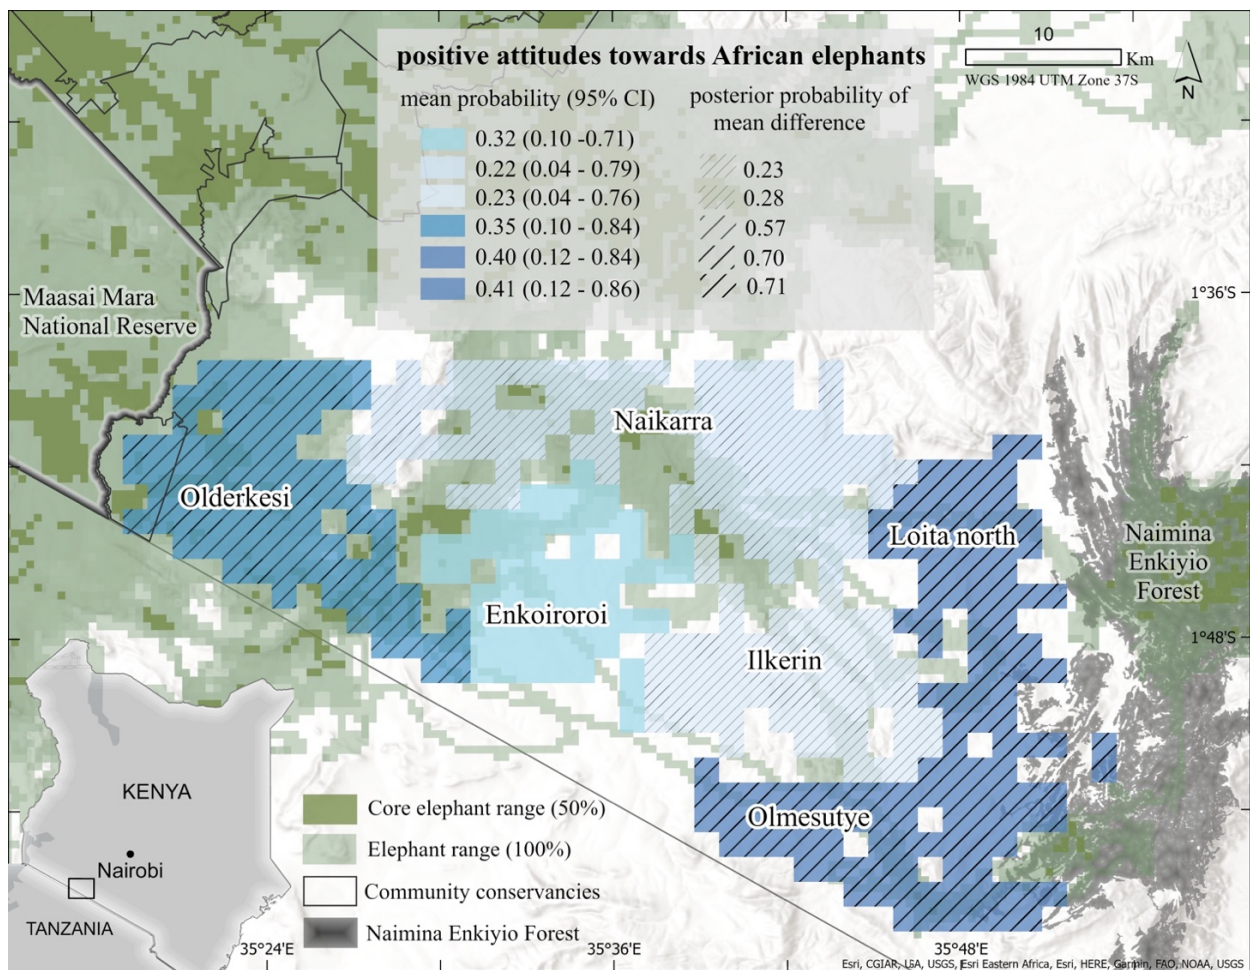 positive attitudes towards African elephants
mean probability (95% CI)
0.32 (0.10 -0.71)
0.22 (0.04 - 0.79)
0.23 (0.04 - 0.76)
0.35 (0.10 - 0.84)
0.40 (0.12 - 0.84)
0.41 (0.12 - 0.86)
posterior probability of
mean difference
0.23
0.28
0.57
0.70
0.71
10
Km
WGS 1984 UTM Zone 37S
N
Maasai Mara
National Reserve
1°36'S
Naikarra
Olderkesi
Loita north
Naimina
Enkiyio
Forest
Enkoiroroi
1°48'S
Ilkerin
Olmesutye
KENYA
Nairobi
TANZANIA
Core elephant range (50%)
Elephant range (100%)
Community conservancies
Naimina Enkiyio Forest
35°24'E
35°36'E
35°48'E
Esri, CGIAR, USGS, Esri Eastern Africa, Esri, HERE, Garmin, FAO, NOAA, USGS